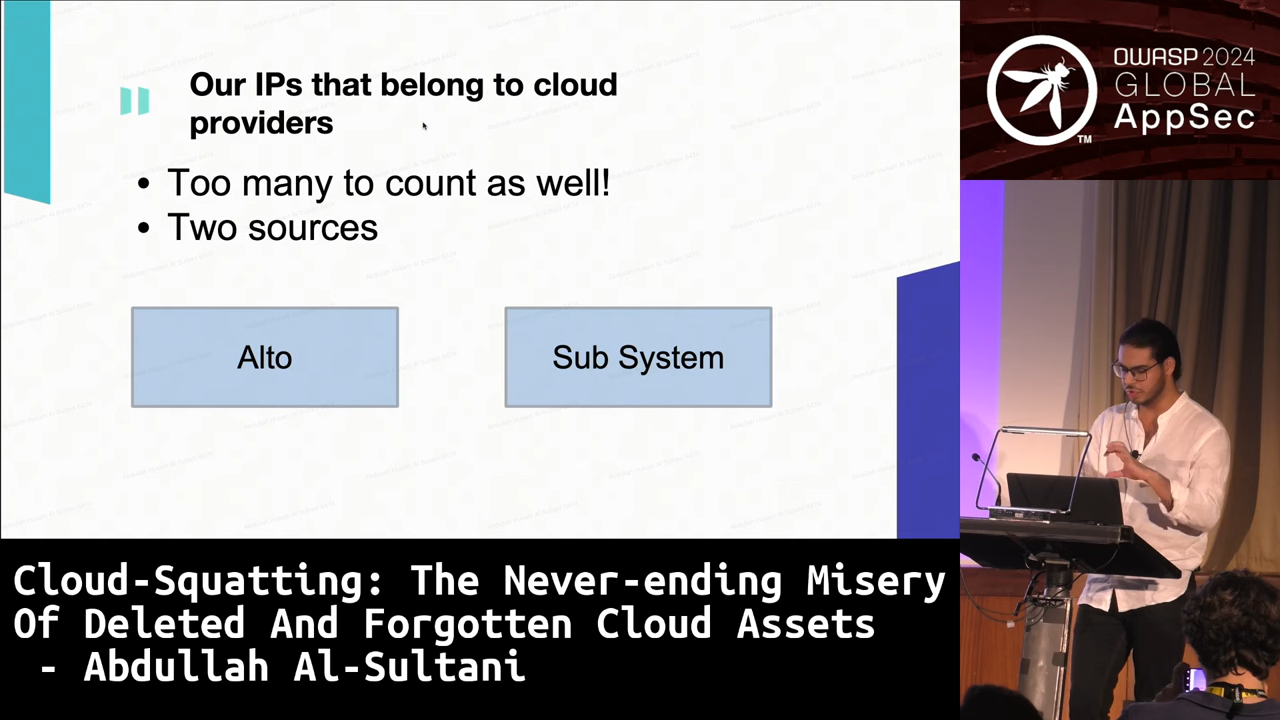 Our IPs that belong to cloud
providers
• Too many to count as well!
• Two sources
Alto
Sub System
OWASP 2024
GLOBAL
AppSec
TM
Cloud-Squatting: The Never-ending Misery
Of Deleted And Forgotten Cloud Assets
- Abdullah Al-Sultani